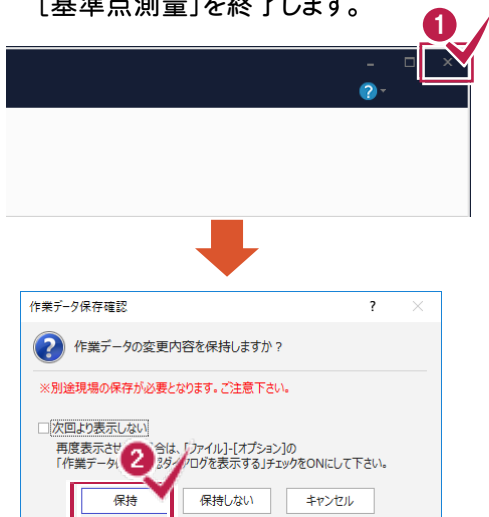 ［基準点測量］を終了します。
1
?
作業データ保存確認
?
作業データの変更内容を保持しますか？
※別途現場の保存が必要となります。ご注意下さい。
次回より表示しない
再度表示さ 合は、[ファイル]-[オプション]の
「作業データ ログを表示する」チェックをONにして下さい。
2
保持 保持しない キャンセル